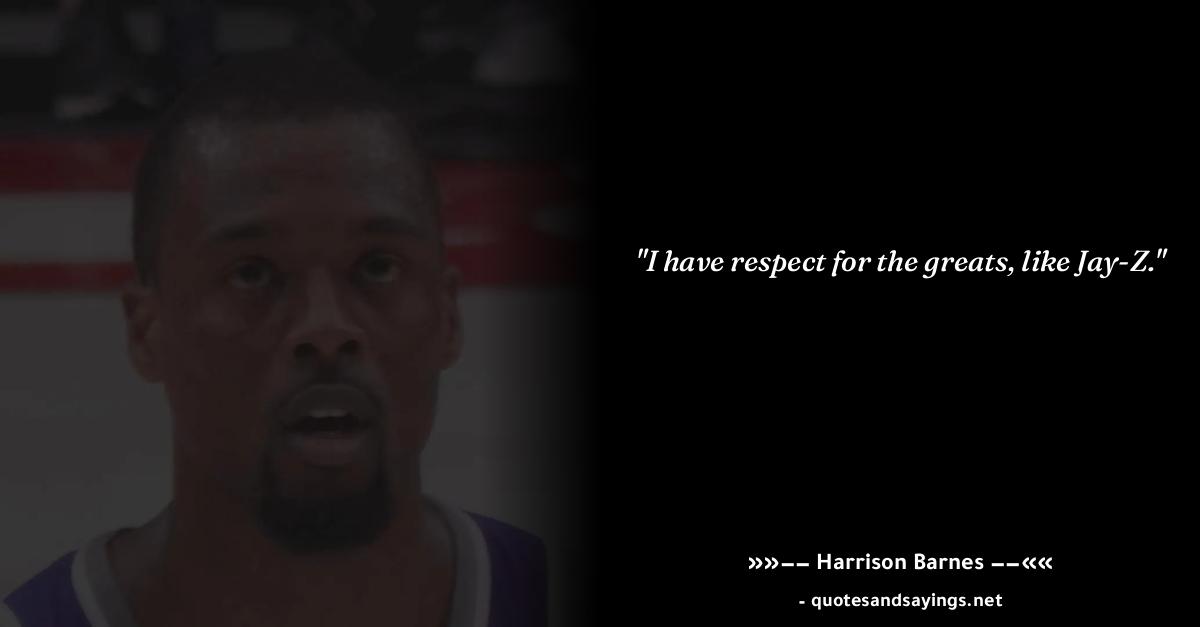 "I have respect for the greats, like Jay-Z."
»»–– Harrison Barnes ––««
- quotesandsayings.net